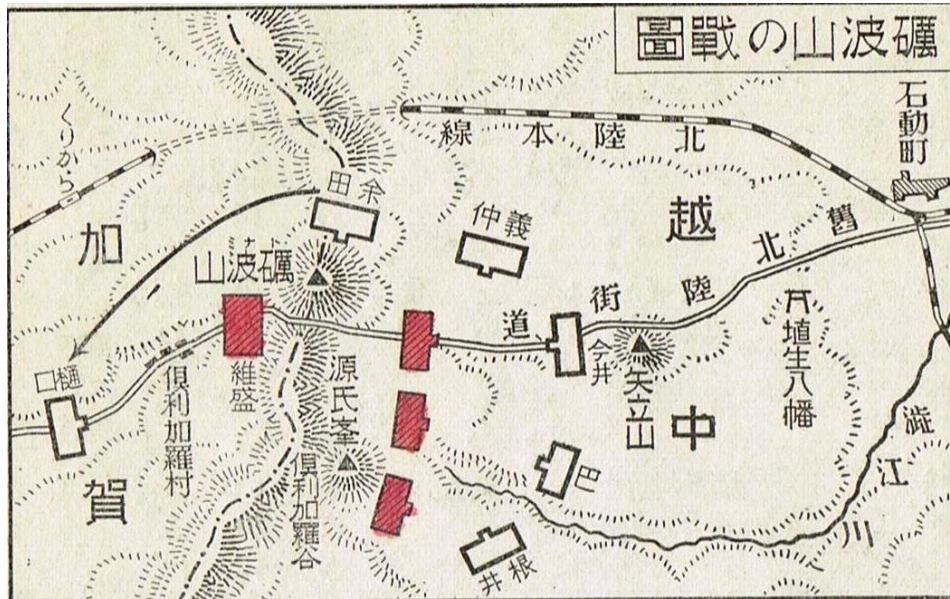 圖戰の山波礪
石動町
線本陸北
くりから
加賀
越中
田余
仲義
山波礪
トナミ
舊北陸街道
埴生八幡
今井
矢立山
維盛
源氏峯
口樋
倶利加羅村
倶利加羅谷
巴
井根
澁江川